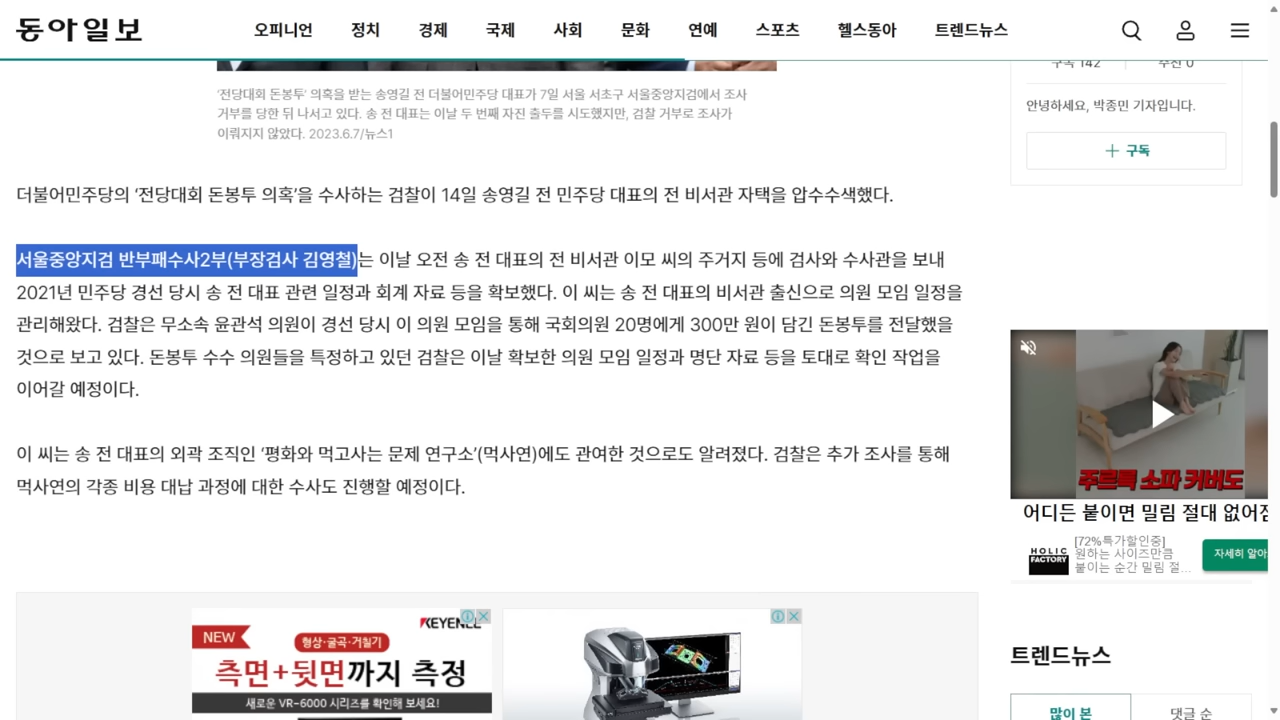 동아일보
오피니언 정치 경제 국제 사회 문화 연예 스포츠 헬스동아 트렌드뉴스
'전당대회 돈봉투' 의혹을 받는 송영길 전 더불어민주당 대표가 7일 서울 서초구 서울중앙지검에서 조사
거부를 당한 뒤 나서고 있다. 송 전 대표는 이날 두 번째 자진 출두를 시도했지만, 검찰 거부로 조사가
이뤄지지 않았다. 2023.6.7/뉴스1
더불어민주당의 ‘전당대회 돈봉투 의혹’을 수사하는 검찰이 14일 송영길 전 민주당 대표의 전 비서관 자택을 압수수색했다.
서울중앙지검 반부패수사2부(부장검사 김영철)는 이날 오전 송 전 대표의 전 비서관 이모 씨의 주거지 등에 검사와 수사관을 보내
2021년 민주당 경선 당시 송 전 대표 관련 일정과 회계 자료 등을 확보했다. 이 씨는 송 전 대표의 비서관 출신으로 의원 모임 일정을
관리해왔다. 검찰은 무소속 윤관석 의원이 경선 당시 이 의원 모임을 통해 국회의원 20명에게 300만 원이 담긴 돈봉투를 전달했을
것으로 보고 있다. 돈봉투 수수 의원들을 특정하고 있던 검찰은 이날 확보한 의원 모임 일정과 명단 자료 등을 토대로 확인 작업을
이어갈 예정이다.
이 씨는 송 전 대표의 외곽 조직인 ‘평화와 먹고사는 문제 연구소’(먹사연)에도 관여한 것으로도 알려졌다. 검찰은 추가 조사를 통해
먹사연의 각종 비용 대납 과정에 대한 수사도 진행할 예정이다.
구독 142 추천 0
안녕하세요, 박종민 기자입니다.
+ 구독
주르륵 소파 커버도
어디든 붙이면 밀림 절대 없어
HOLIC
FACTORY
[72%특가할인중]
원하는 사이즈만큼
붙이는 순간 밀림 절...
자세히 알아
트렌드뉴스
많이 본 댓글 순
KEYENCE
NEW
형상·굴곡·거칠기
측면+뒷면까지 측정
새로운 VR-6000 시리즈를 확인해 보세요!